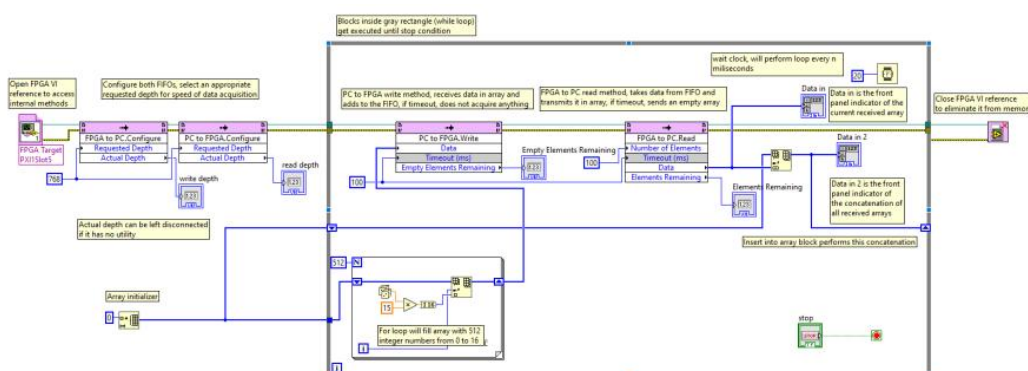 Blocks inside gray rectangle (while loop)
get executed until stop condition
Open FPGA VI
reference to access
internal methods
Configure both FIFOs, select an appropriate
requested depth for speed of data acquisition
PC to FPGA write method, receives data in array and
adds to the FIFO, if timeout, does not acquire anything
FPGA to PC read method, takes data from FIFO and
transmits it in array, if timeout, sends an empty array
wait clock, will perform loop every n
miliseconds
20
Data in
Data in is the front
panel indicator of the
current received array
Close FPGA VI reference
to eliminate it from memor
FPGA Target
PXI1Slot5
FPGA to PC.Configure
Requested Depth
Actual Depth
PC to FPGA.Configure
Requested Depth
Actual Depth
PC to FPGA.Write
Data
Timeout (ms)
Empty Elements Remaining
Empty Elements Remaining
FPGA to PC.Read
Number of Elements
Timeout (ms)
Data
Elements Remaining
100
Data in 2
768
write depth
read depth
100
Elements Remaining
Data in 2 is the front
panel indicator of
the concatenation of
all received arrays
Actual depth can be left disconnected
if it has no utility
Insert into array block performs this concatenation
512
N
Array initializer
0
15
For loop will fill array with 512
integer numbers from 0 to 16
i
stop
i